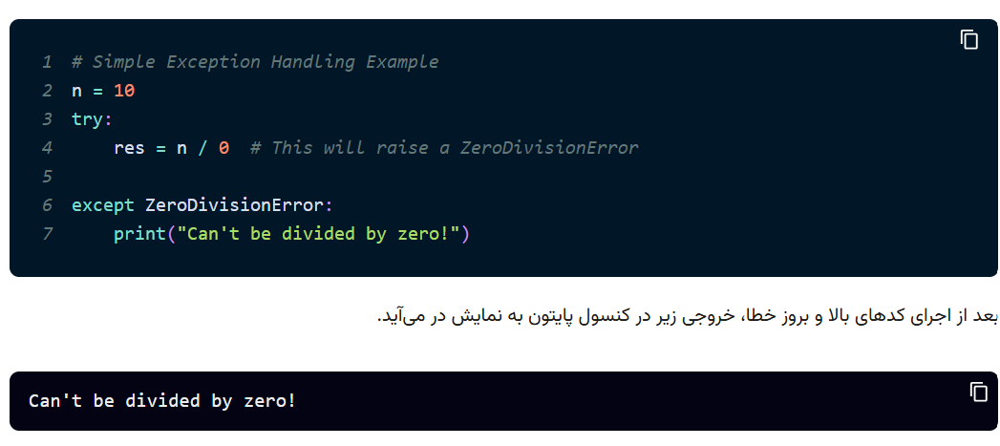 1 # Simple Exception Handling Example
2 n = 10
3 try:
4     res = n / 0  # This will raise a ZeroDivisionError
5
6 except ZeroDivisionError:
7     print("Can't be divided by zero!")
بعد از اجرای کدهای بالا و بروز خطا، خروجی زیر در کنسول پایتون به نمایش در می‌آید.
Can't be divided by zero!